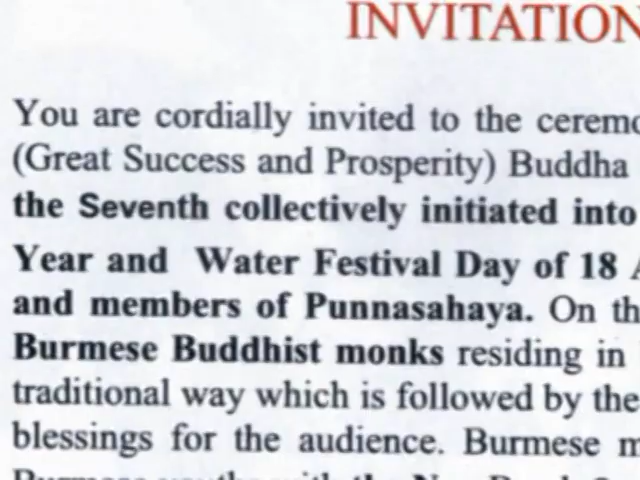 INVITATION
You are cordially invited to the
(Great Success and Prosperity) Buddha
the Seventh collectively initiated into
Year and Water Festival Day of 18
and members of Punnasahaya. On
Burmese Buddhist monks residing in
traditional way which is followed by the
blessings for the audience. Burmese